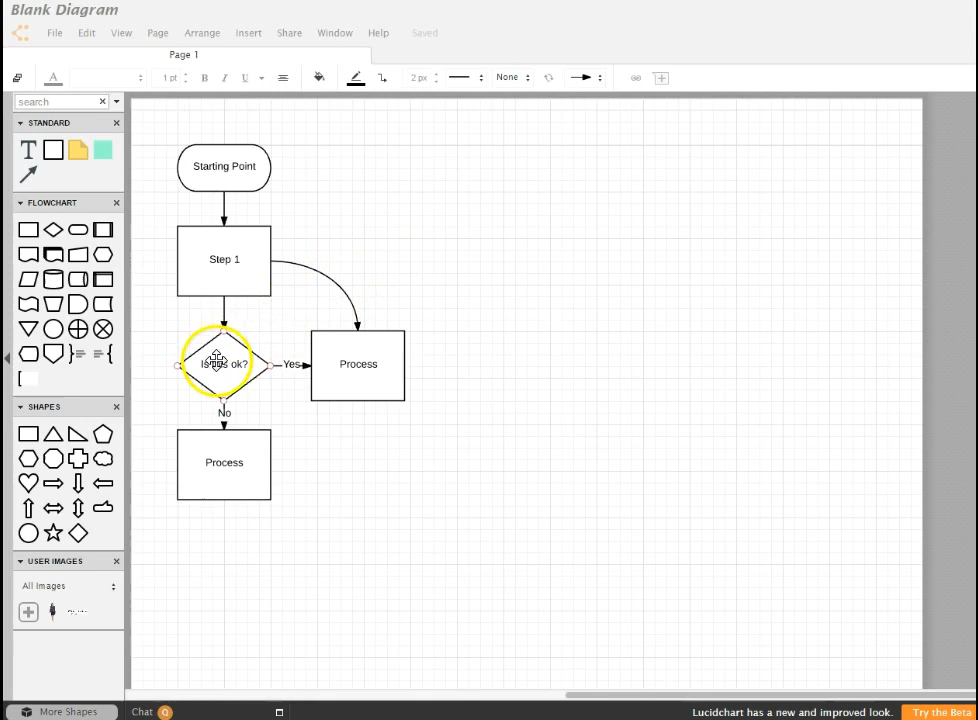 Blank Diagram
File Edit View Page Arrange Insert Share Window Help Saved
Page 1
A 1 pt B I U 2 px None
search
STANDARD
T
FLOWCHART
SHAPES
USER IMAGES
All Images
More Shapes
Starting Point
Step 1
ok?
Yes
Process
No
Process
Chat Q
Lucidchart has a new and improved look. Try the Beta